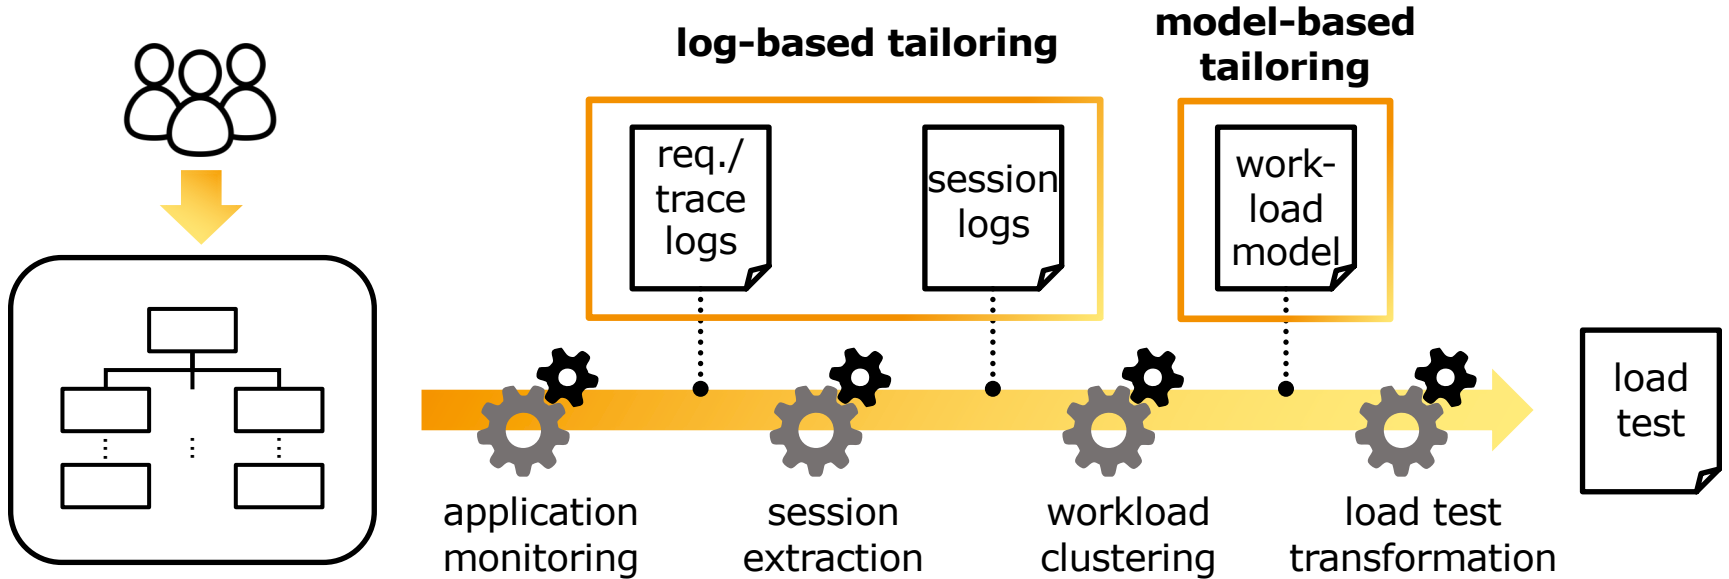 log-based tailoring
model-based
tailoring
req./
trace
logs
session
logs
work-
load
model
load
test
application
monitoring
session
extraction
workload
clustering
load test
transformation